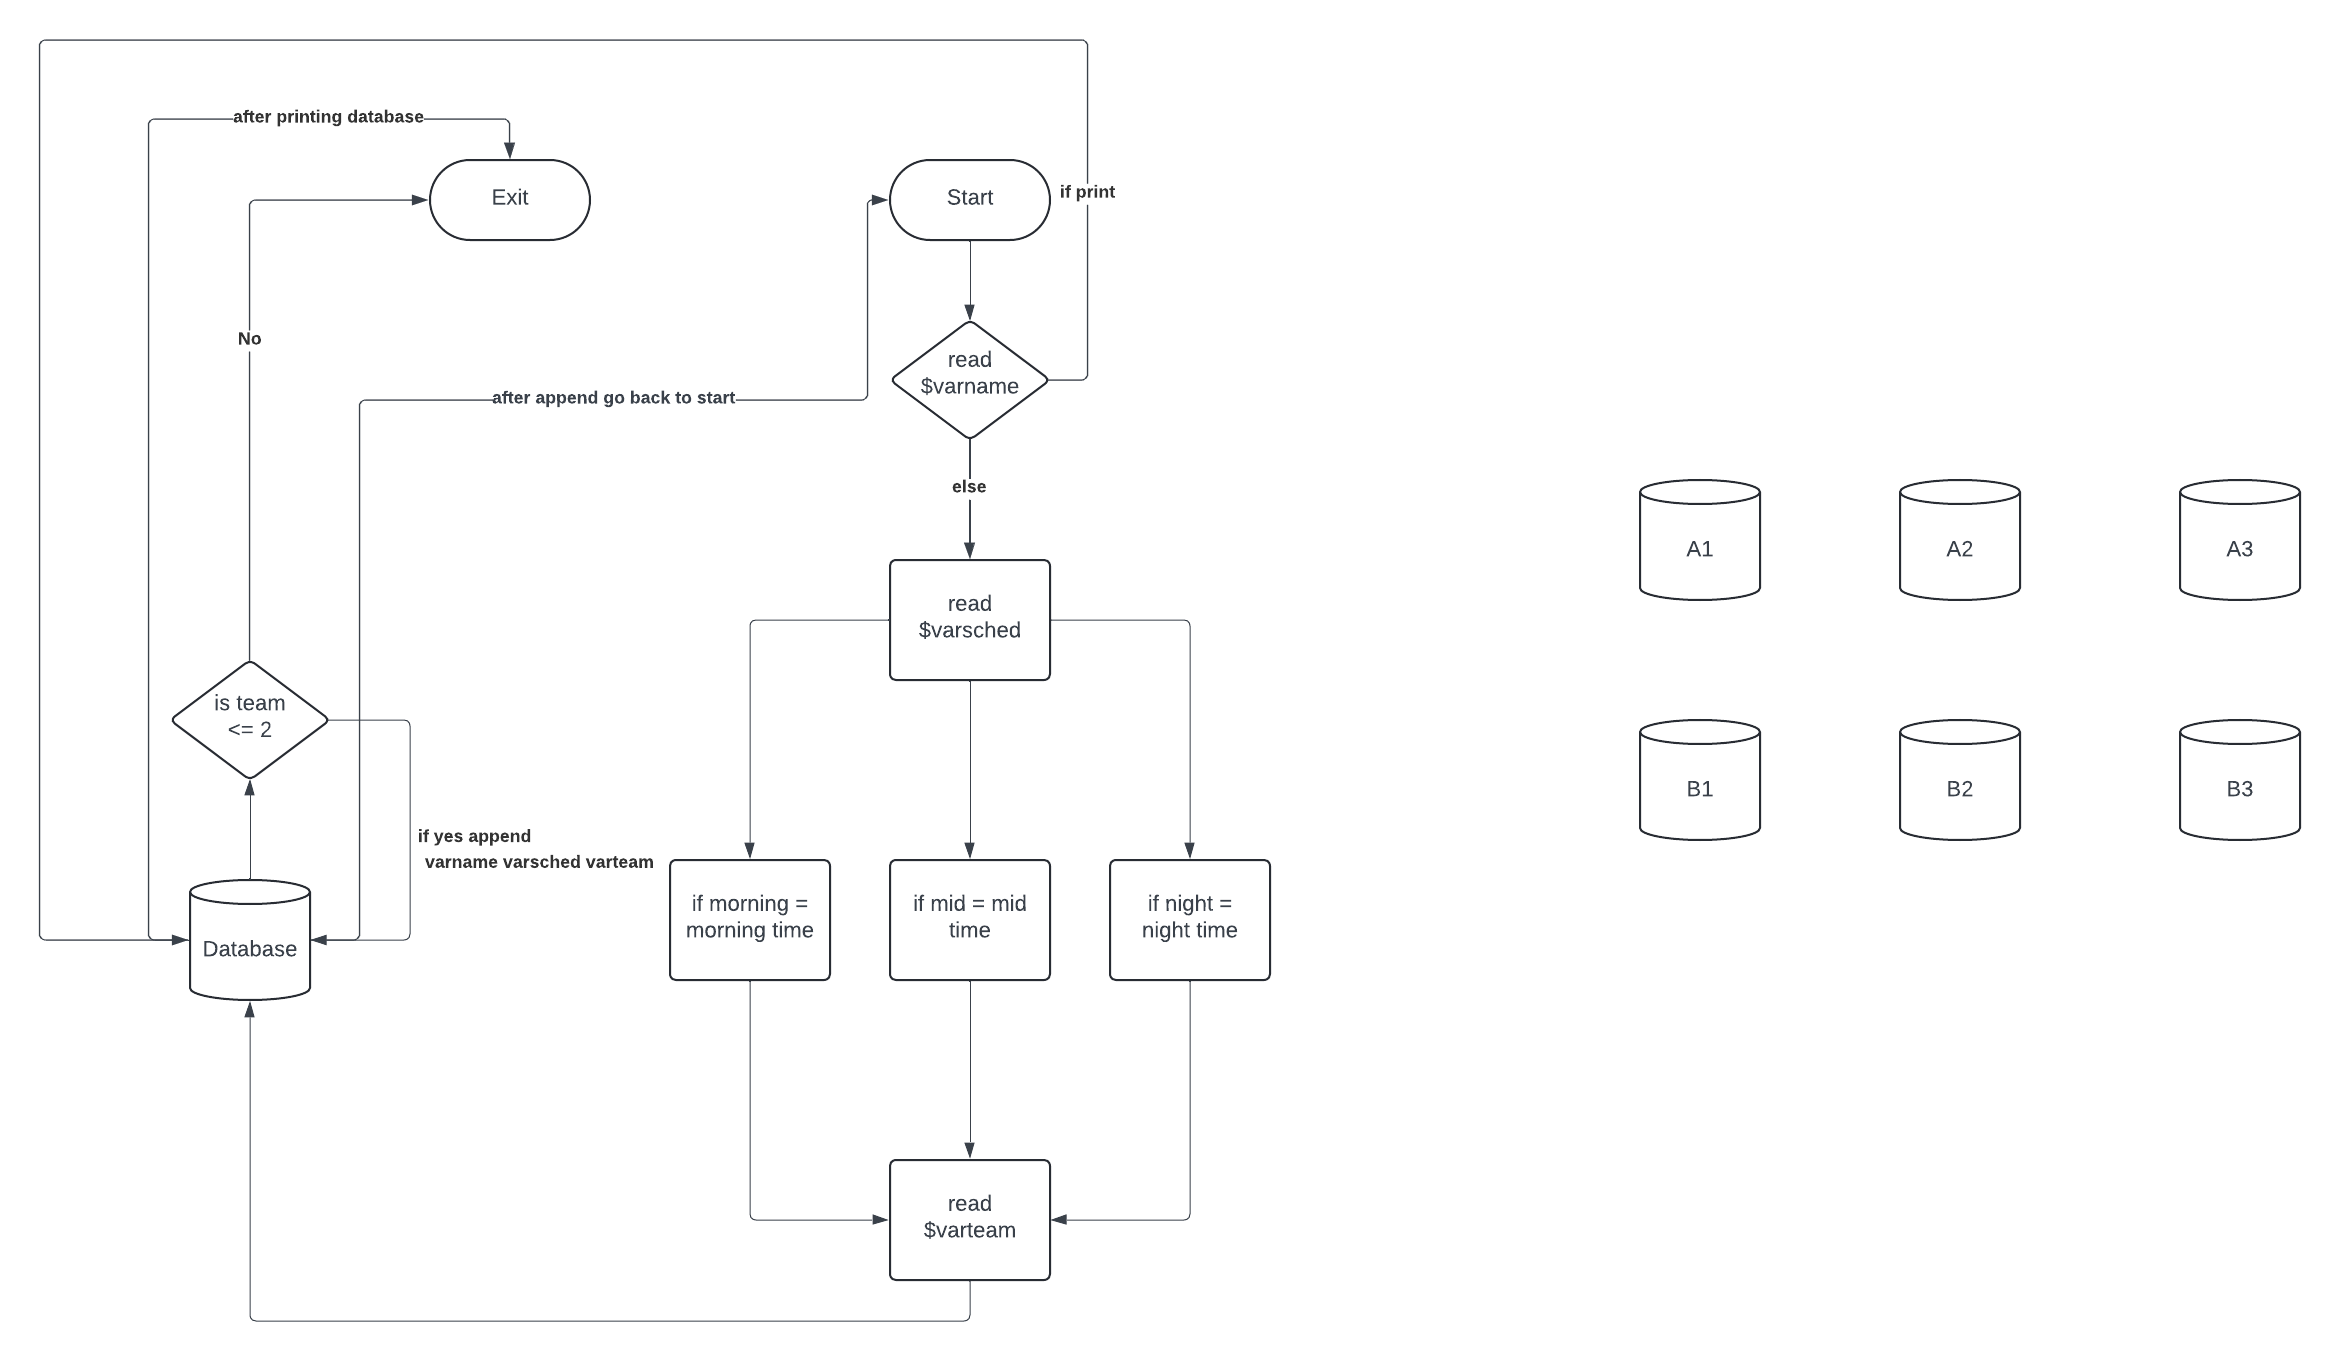 after printing database
Exit
Start
if print
No
read
$varname
after append go back to start
else
A1
A2
A3
read
$varsched
is team
<= 2
B1
B2
B3
if yes append
varname varsched varteam
if morning =
morning time
if mid = mid
time
if night =
night time
Database
read
$varteam